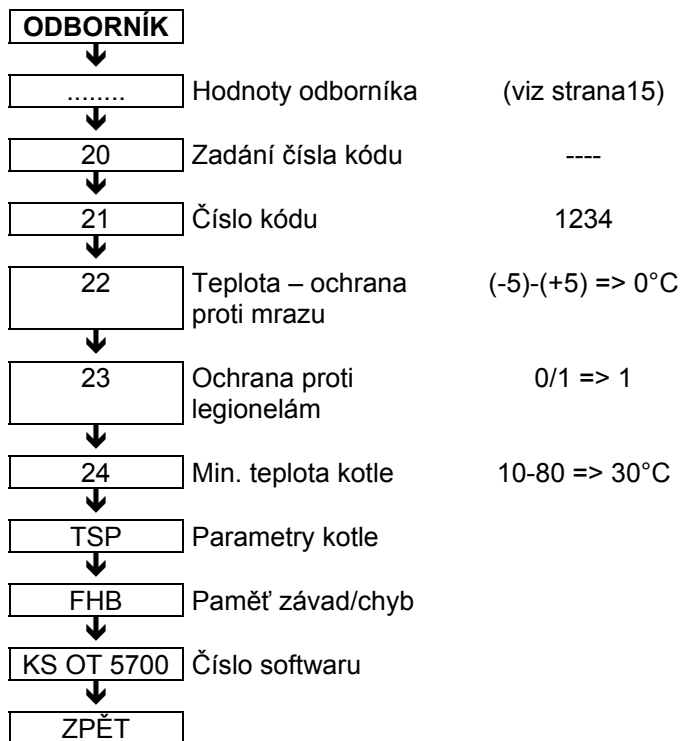 ODBORNÍK
........ Hodnoty odborníka (viz strana15)
20 Zadání čísla kódu ----
21 Číslo kódu 1234
22 Teplota – ochrana (-5)-(+5) => 0°C
proti mrazu
23 Ochrana proti 0/1 => 1
legionelám
24 Min. teplota kotle 10-80 => 30°C
TSP Parametry kotle
FHB Paměť závad/chyb
KS OT 5700 Číslo softwaru
ZPĚT